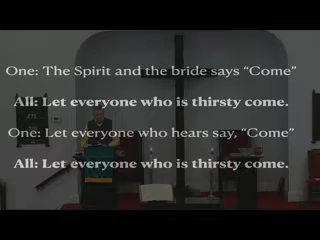 One: The Spirit and the bride says “Come”
All: Let everyone who is thirsty come.
One: Let everyone who hears say, “Come”
All: Let everyone who is thirsty come.